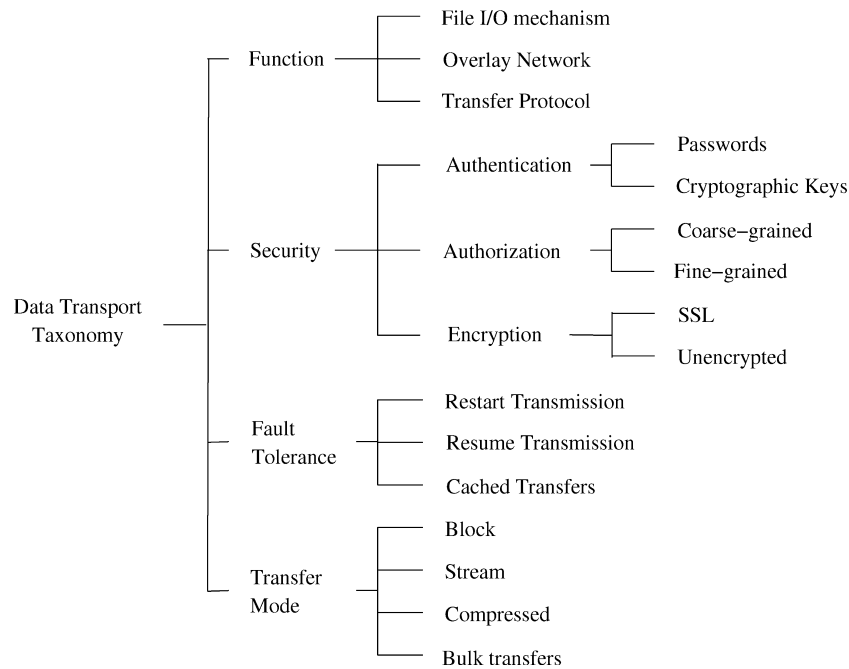 File I/O mechanism
Function
Overlay Network
Transfer Protocol
Passwords
Authentication
Cryptographic Keys
Coarse−grained
Security
Authorization
Fine−grained
Data Transport
Taxonomy
SSL
Encryption
Unencrypted
Restart Transmission
Fault
Tolerance
Resume Transmission
Cached Transfers
Block
Stream
Transfer
Mode
Compressed
Bulk transfers